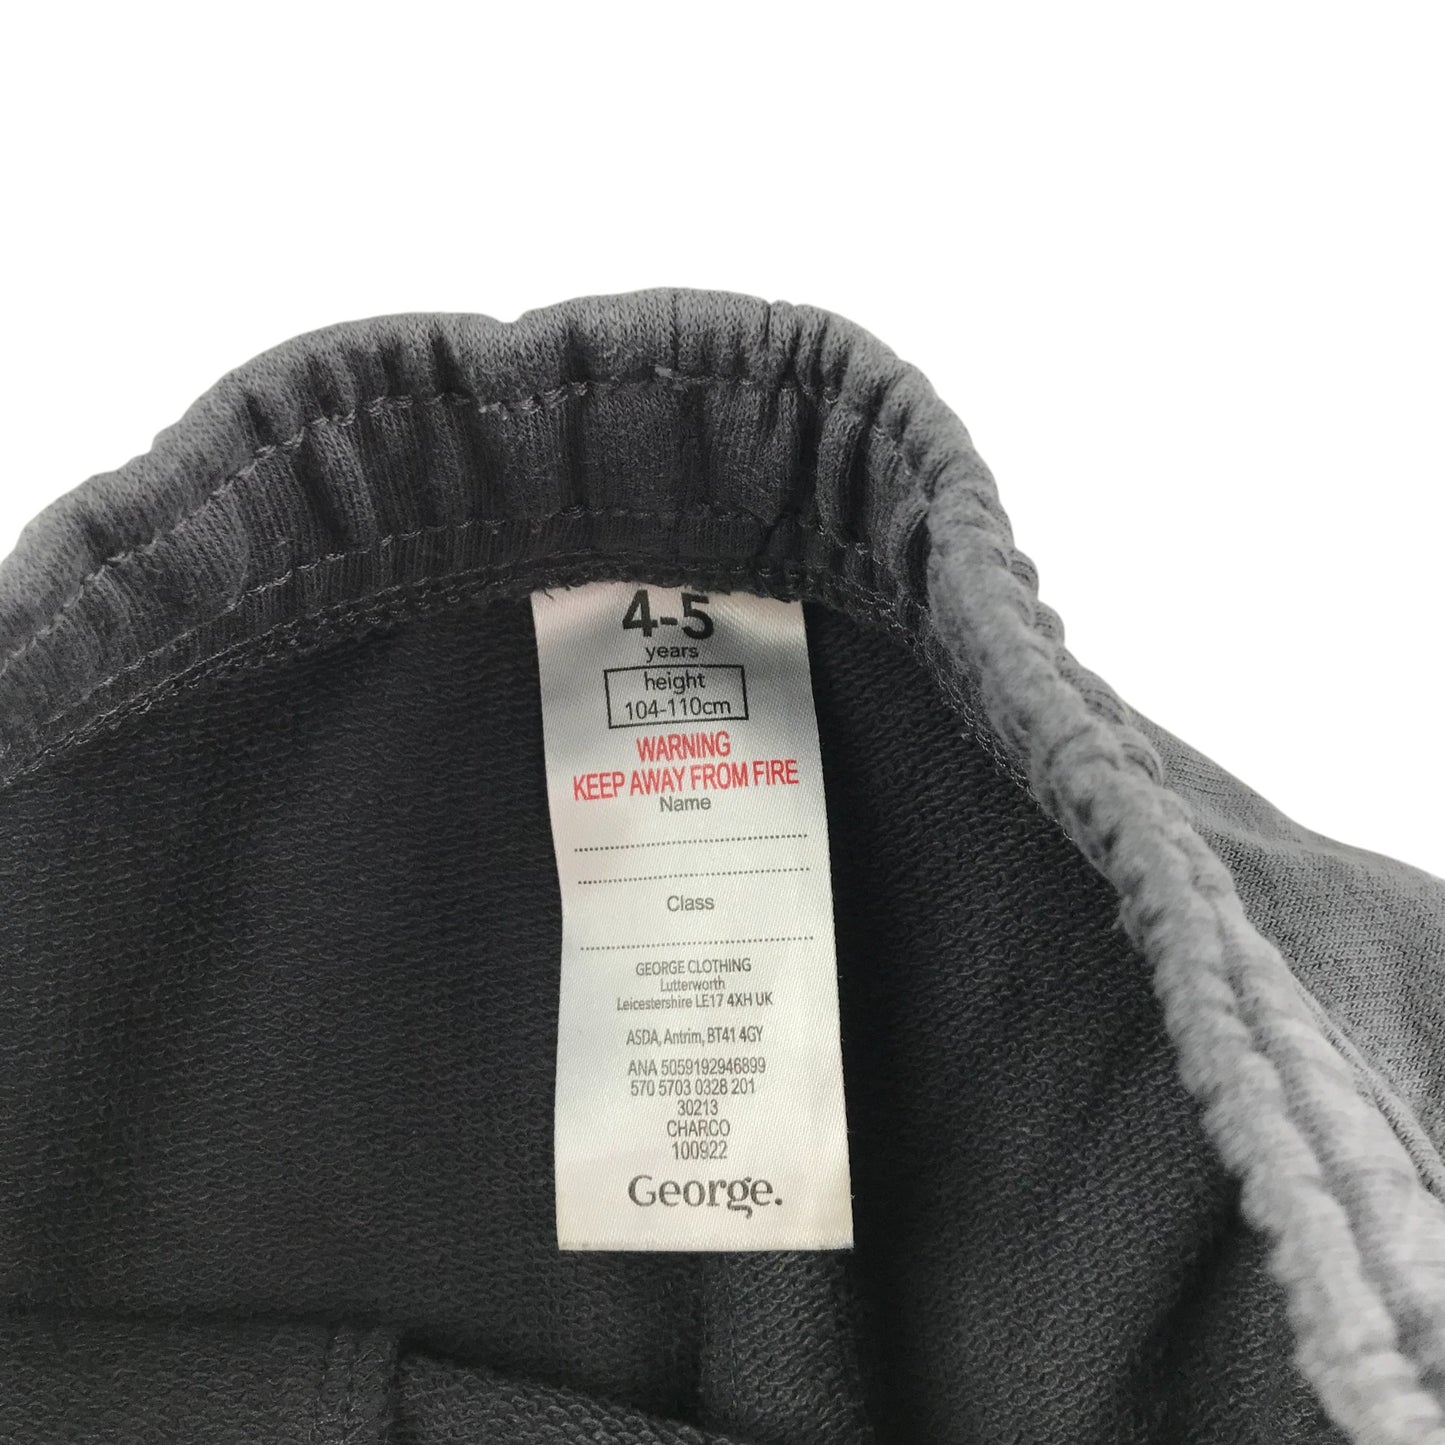 4-5
years
height
104-110cm
WARNING
KEEP AWAY FROM FIRE
Name
Class
GEORGE CLOTHING
Lutterworth
Leicestershire LE17 4XH UK
ASDA, Antrim, BT41 4GY
ANA 5059192946899
570 5703 0328 201
30213
CHARCO
100922
George.